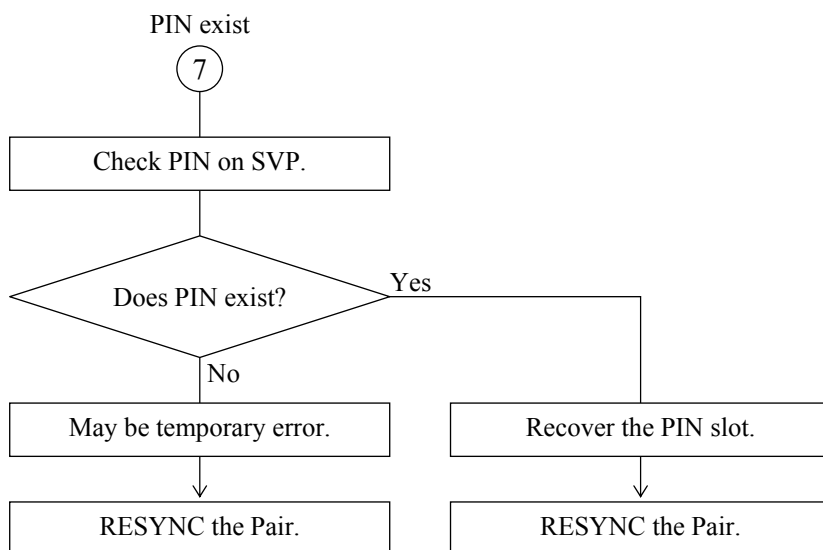 PIN exist
7
Check PIN on SVP.
Does PIN exist?
Yes
No
May be temporary error.
Recover the PIN slot.
RESYNC the Pair.
RESYNC the Pair.